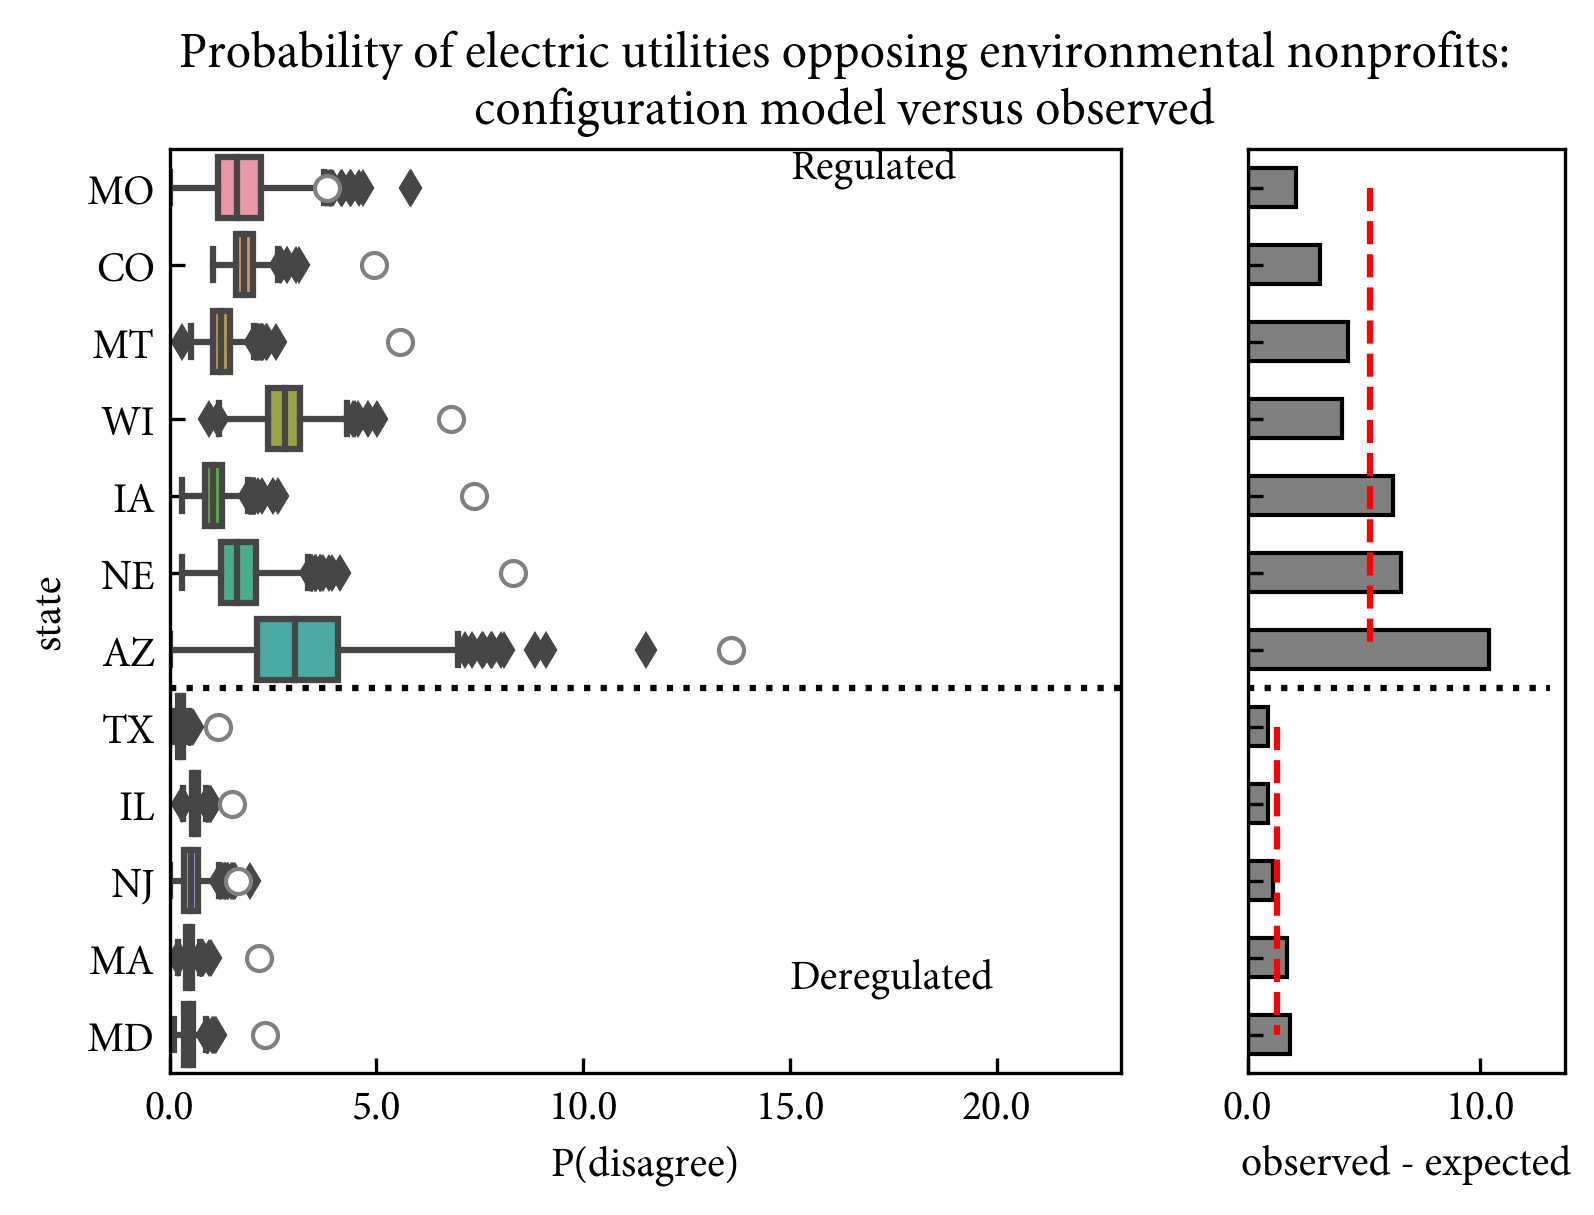 Probability of electric utilities opposing environmental nonprofits:
configuration model versus observed
Regulated
MO
CO
MT
WI
IA
NE
AZ
TX
IL
NJ
MA
MD
state
Deregulated
0.0 5.0 10.0 15.0 20.0
P(disagree)
0.0 10.0
observed - expected